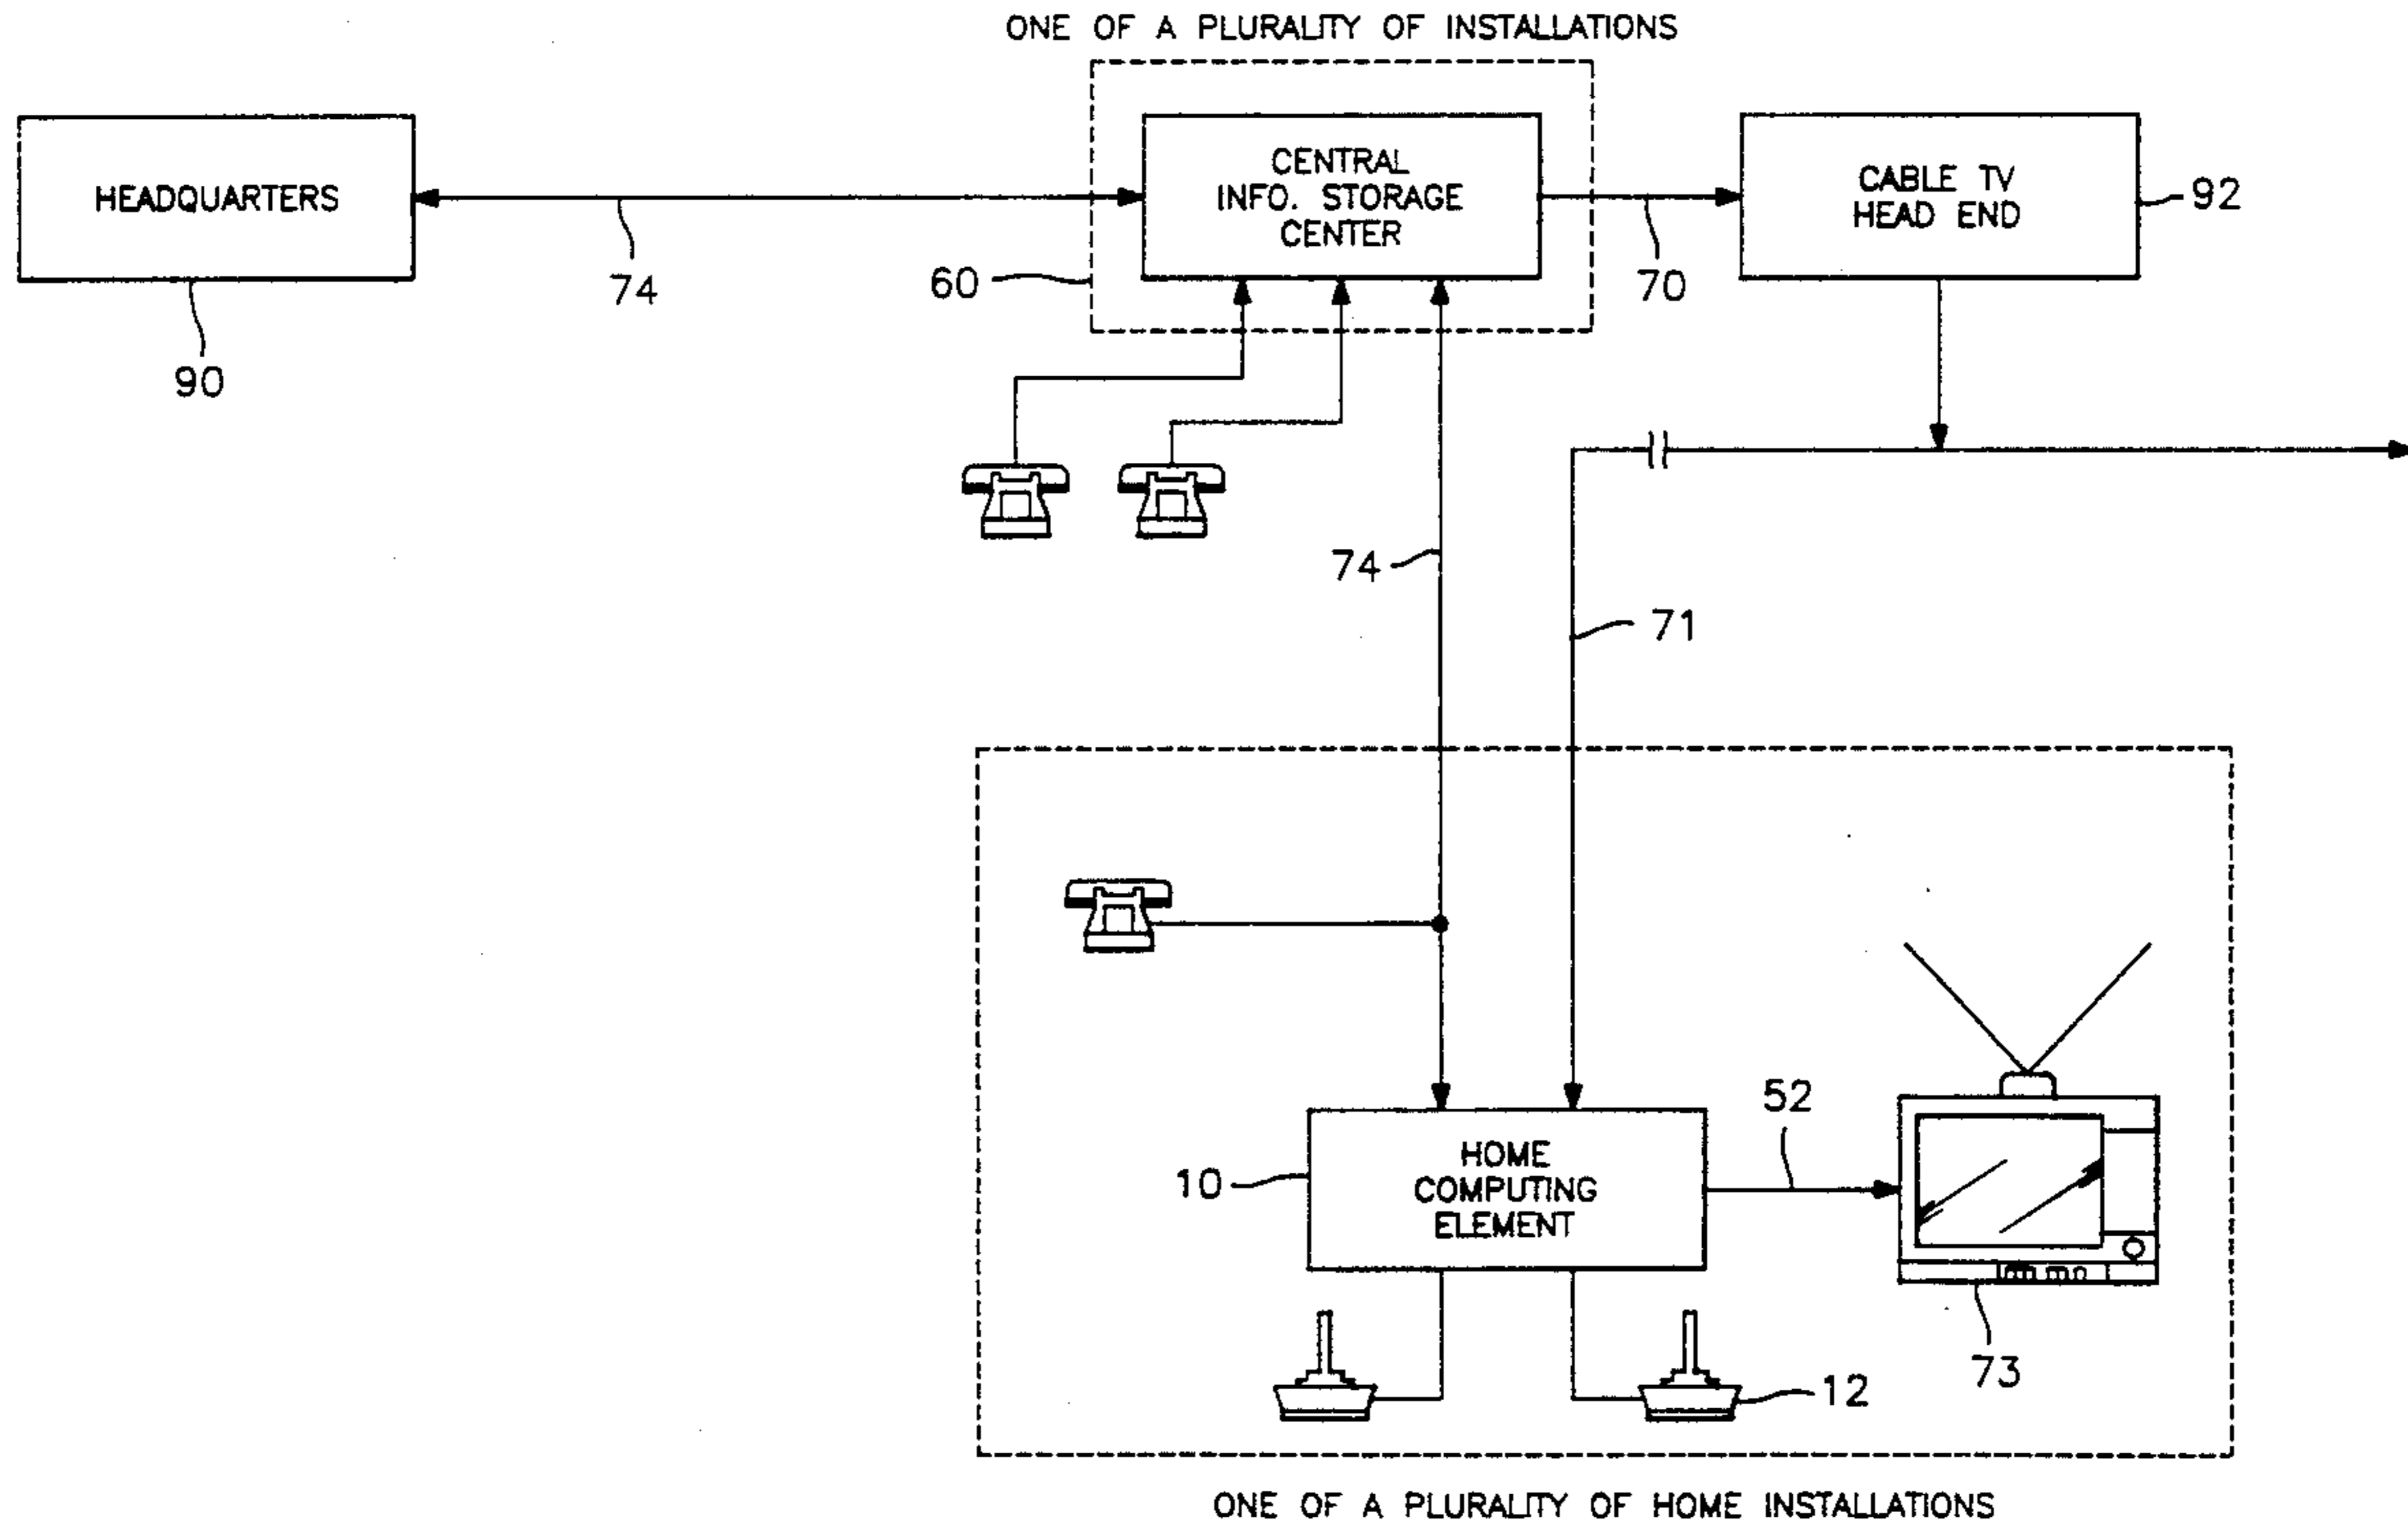 ONE OF A PLURALITY OF INSTALLATIONS
HEADQUARTERS
CENTRAL
INFO. STORAGE
CENTER
CABLE TV
HEAD END
92
74
60
70
90
74
71
52
10
HOME
COMPUTING
ELEMENT
73
12
ONE OF A PLURALITY OF HOME INSTALLATIONS